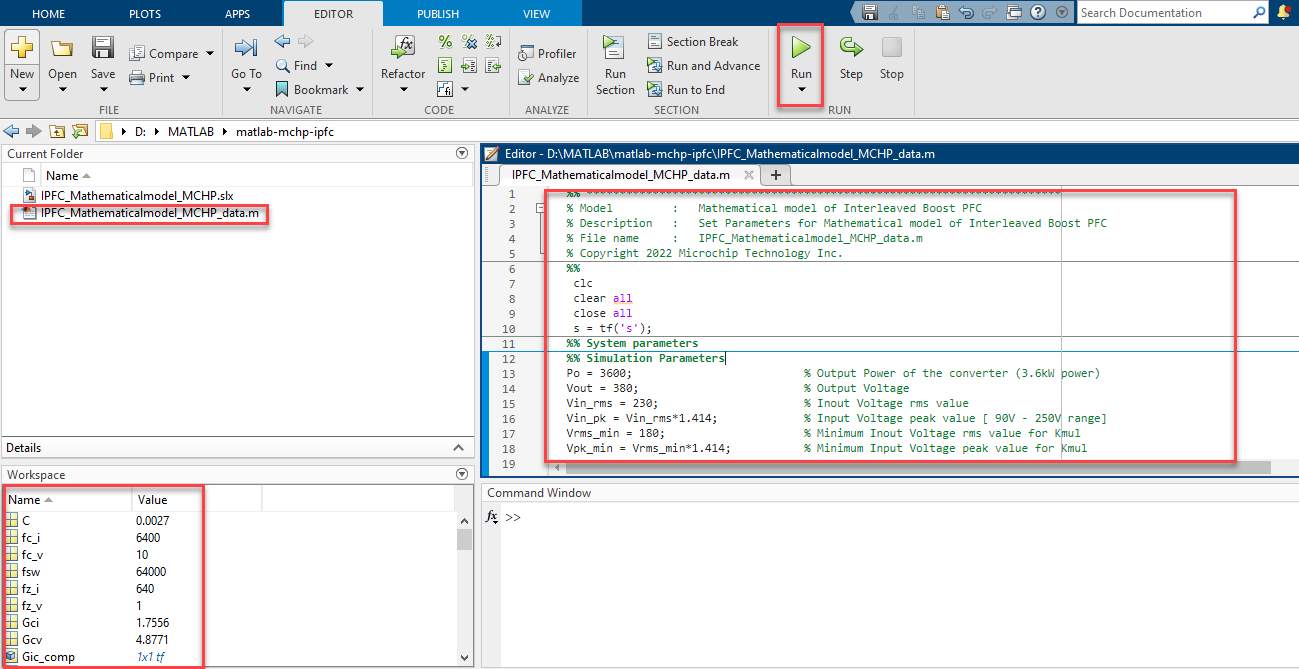 HOME PLOTS APPS EDITOR PUBLISH VIEW Search Documentation
New Open Save Compare Print Go To Find Bookmark Refactor Profiler Analyze Run Section Section Break Run and Advance Run to End Run Step Stop
FILE NAVIGATE CODE ANALYZE SECTION RUN
D: MATLAB matlab-mchp-ipfc
Current Folder
Name
IPFC_Mathematicalmodel_MCHP.slx
IPFC_Mathematicalmodel_MCHP_data.m
Details
Workspace
Name Value
C 0.0027
fc_i 6400
fc_v 10
fsw 64000
fz_i 640
fz_v 1
Gci 1.7556
Gcv 4.8771
Gic_comp 1x1 tf
Editor - D:\MATLAB\matlab-mchp-ipfc\IPFC_Mathematicalmodel_MCHP_data.m
IPFC_Mathematicalmodel_MCHP_data.m
1
2 % Model : Mathematical model of Interleaved Boost PFC
3 % Description : Set Parameters for Mathematical model of Interleaved Boost PFC
4 % File name : IPFC_Mathematicalmodel_MCHP_data.m
5 % Copyright 2022 Microchip Technology Inc.
6 %%
7 clc
8 clear all
9 close all
10 s = tf('s');
11 %% System parameters
12 %% Simulation Parameters
13 Po = 3600; % Output Power of the converter (3.6kW power)
14 Vout = 380; % Output Voltage
15 Vin_rms = 230; % Inout Voltage rms value
16 Vin_pk = Vin_rms*1.414; % Input Voltage peak value [ 90V - 250V range]
17 Vrms_min = 180; % Minimum Inout Voltage rms value for Kmul
18 Vpk_min = Vrms_min*1.414; % Minimum Input Voltage peak value for Kmul
19
Command Window
fx >>